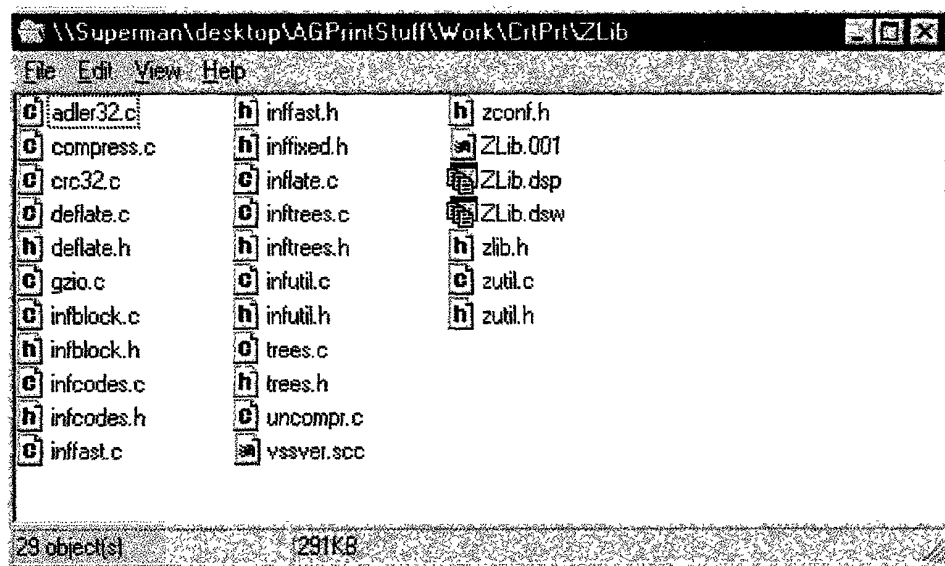 \\Superman\desktop\AGPrintStuff\Work\CrtPrt\ZLib
File Edit View Help
adler32.c
compress.c
crc32.c
deflate.c
deflate.h
gzio.c
infblock.c
infblock.h
infcodes.c
infcodes.h
inffast.c
inffast.h
inffixed.h
inflate.c
inftrees.c
inftrees.h
infutil.c
infutil.h
trees.c
trees.h
uncompr.c
vssver.scc
zconf.h
ZLib.001
ZLib.dsp
ZLib.dsw
zlib.h
zutil.c
zutil.h
29 object(s) 291KB